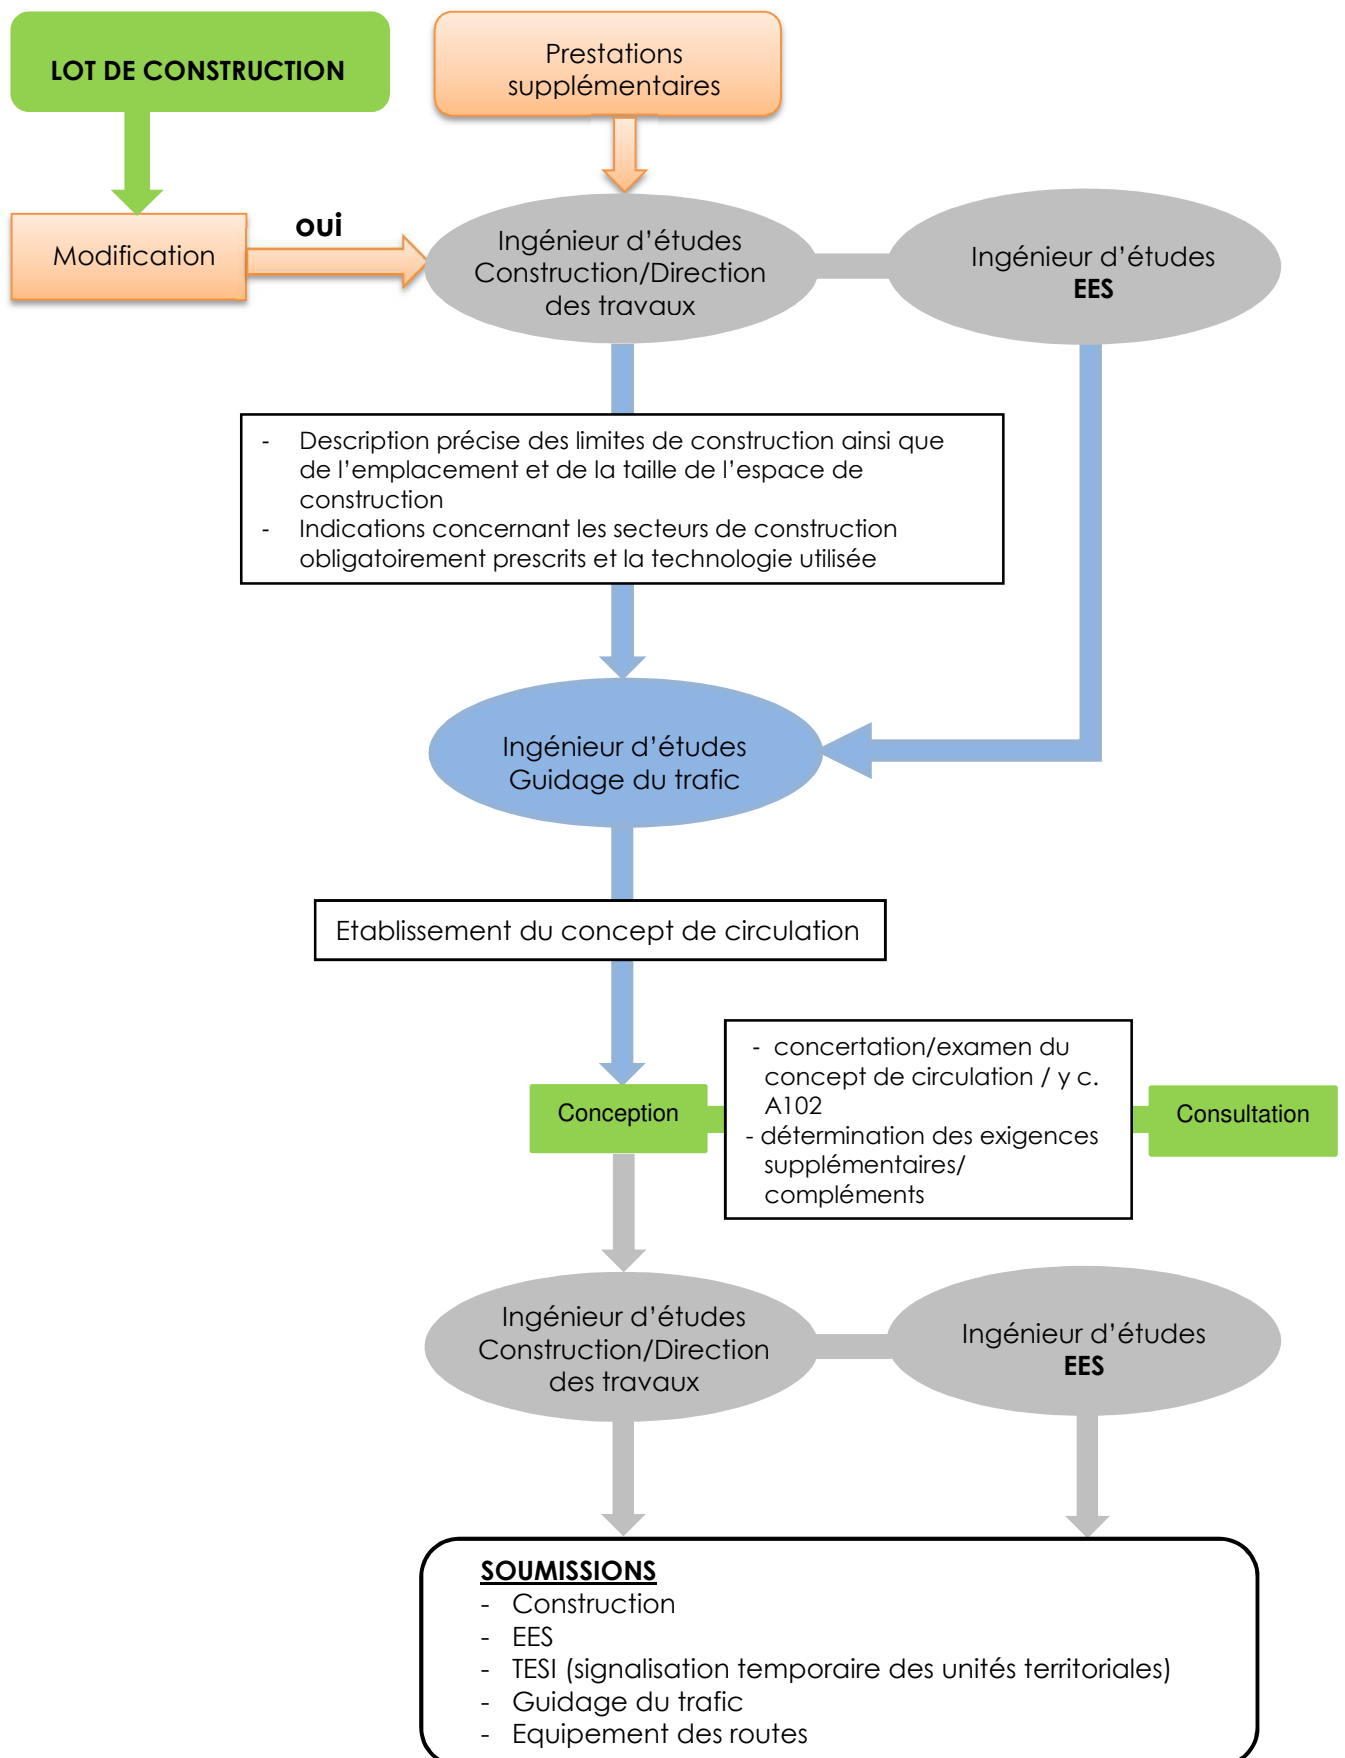 LOT DE CONSTRUCTION
Prestations
supplémentaires
Modification
oui
Ingénieur d'études
Construction/Direction
des travaux
Ingénieur d'études
EES
- Description précise des limites de construction ainsi que
de l'emplacement et de la taille de l'espace de
construction
- Indications concernant les secteurs de construction
obligatoirement prescrits et la technologie utilisée
Ingénieur d'études
Guidage du trafic
Etablissement du concept de circulation
Conception
- concertation/examen du
concept de circulation / y c.
A102
- détermination des exigences
supplémentaires/
compléments
Consultation
Ingénieur d'études
Construction/Direction
des travaux
Ingénieur d'études
EES
SOUMISSIONS
- Construction
- EES
- TESI (signalisation temporaire des unités territoriales)
- Guidage du trafic
- Equipement des routes